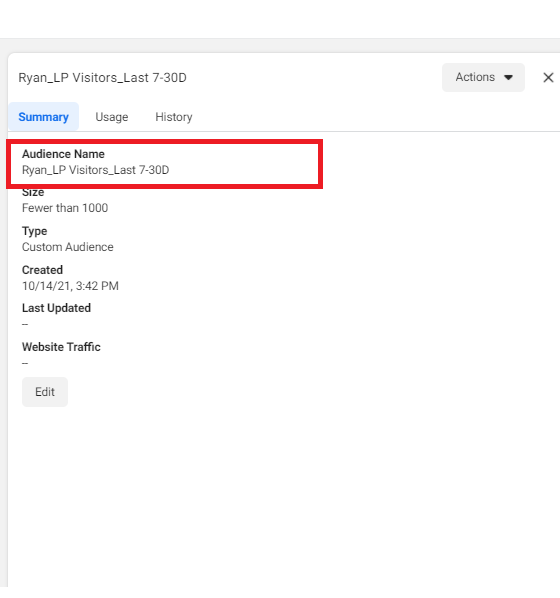 Ryan_LP Visitors_Last 7-30D
Actions
Summary
Usage
History
Audience Name
Ryan_LP Visitors_Last 7-30D
Size
Fewer than 1000
Type
Custom Audience
Created
10/14/21, 3:42 PM
Last Updated
--
Website Traffic
--
Edit